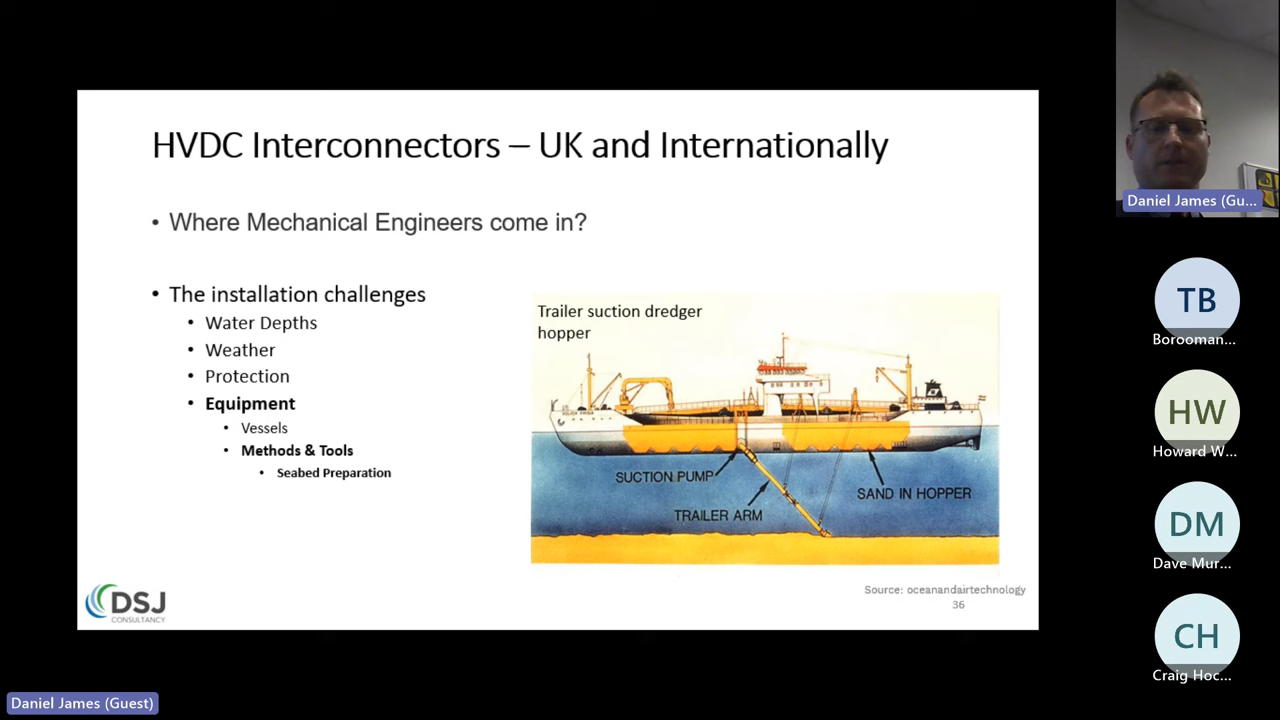 HVDC Interconnectors – UK and Internationally
• Where Mechanical Engineers come in?
• The installation challenges
• Water Depths
• Weather
• Protection
• Equipment
• Vessels
• Methods & Tools
• Seabed Preparation
Trailer suction dredger
hopper
SUCTION PUMP
TRAILER ARM
SAND IN HOPPER
Source: oceanandairtechnology
36
DSJ
CONSULTANCY
Daniel James (Gu...
TB
Borooman...
HW
Howard W...
DM
Dave Mur...
CH
Craig Hoc...
Daniel James (Guest)